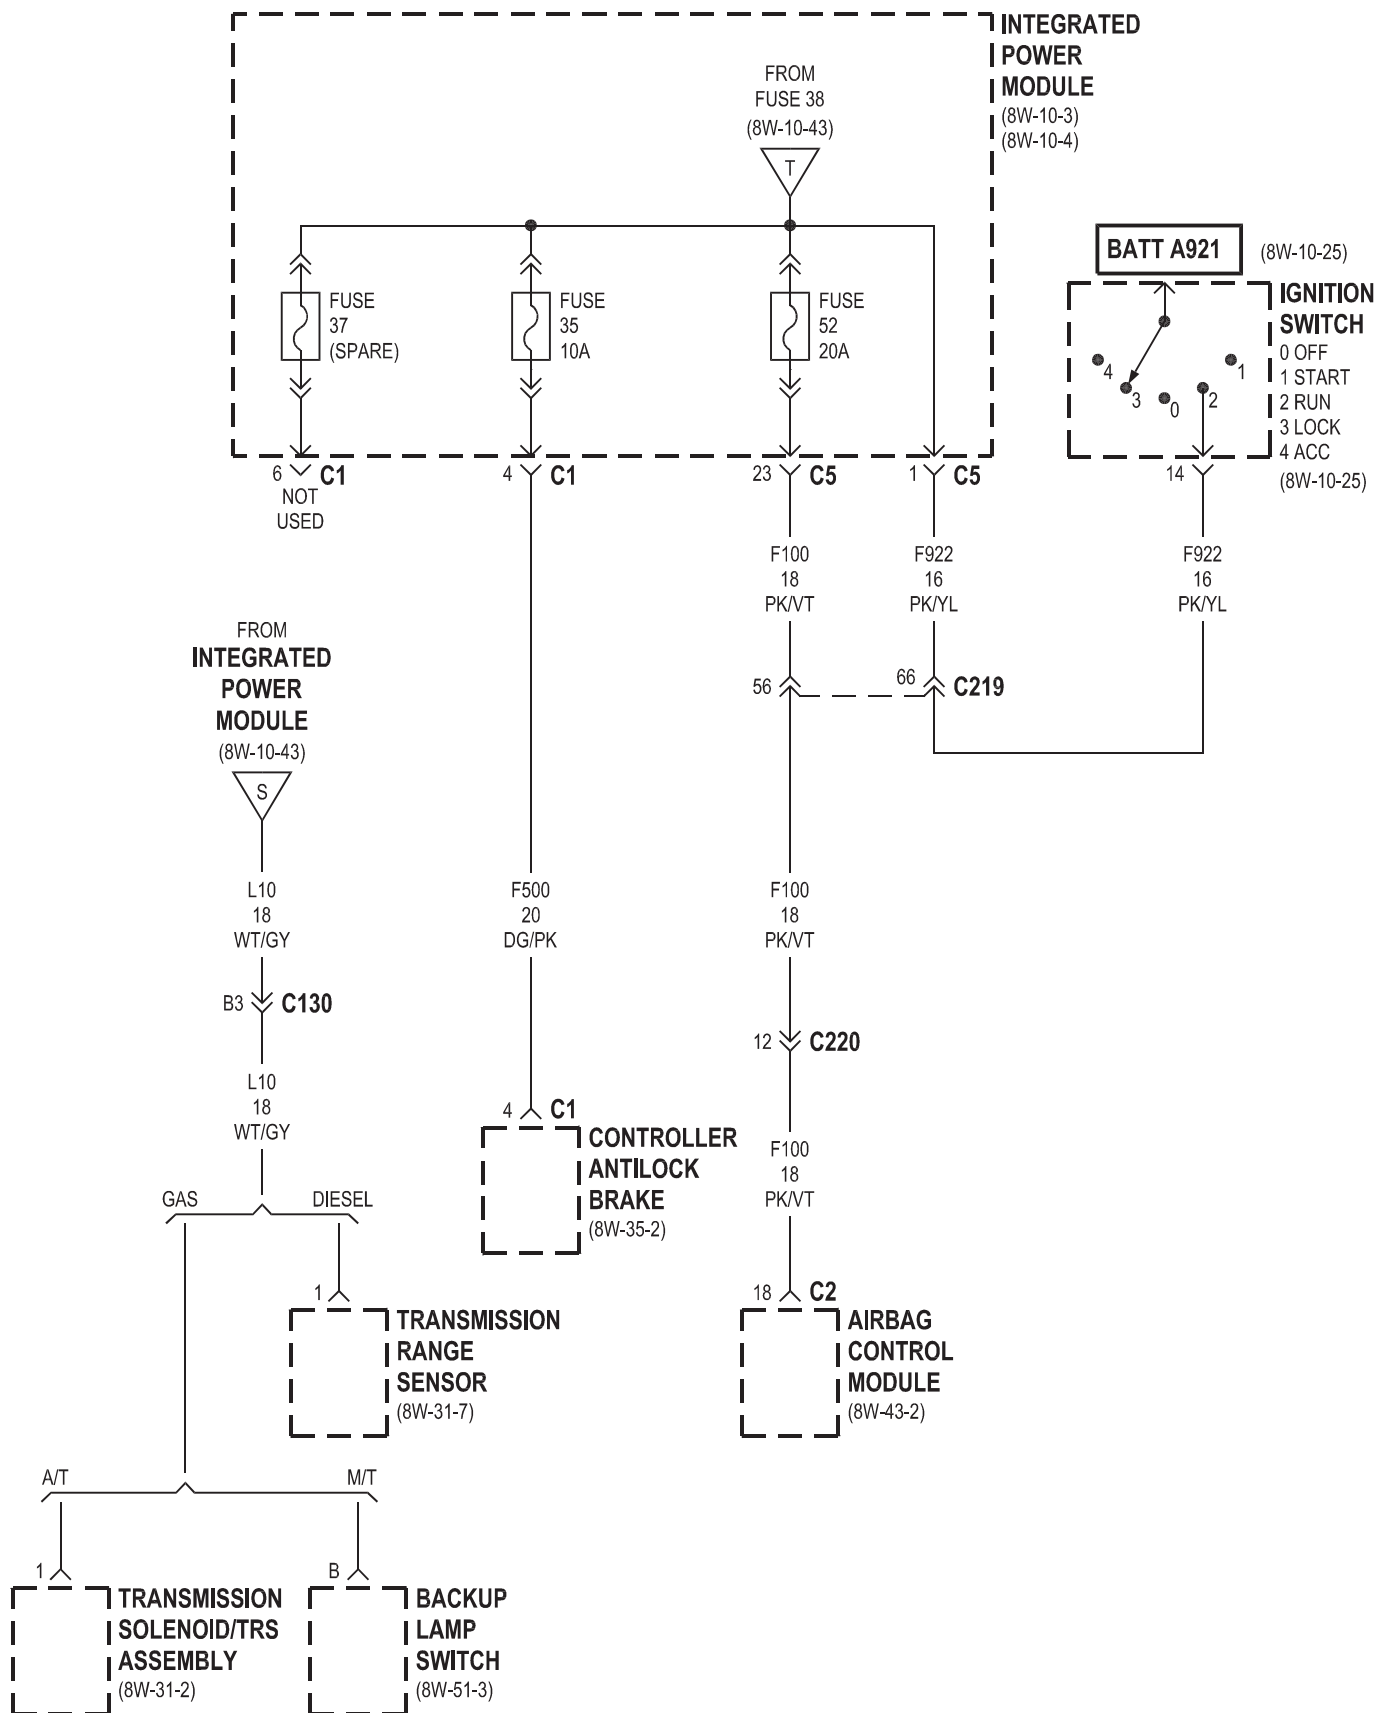 INTEGRATED
POWER
MODULE
(8W-10-3)
(8W-10-4)
FROM
FUSE 38
(8W-10-43)
T
BATT A921
(8W-10-25)
FUSE
37
(SPARE)
FUSE
35
10A
FUSE
52
20A
IGNITION
SWITCH
0 OFF
1 START
2 RUN
3 LOCK
4 ACC
(8W-10-25)
4
3
0
2
1
6 C1
NOT
USED
4 C1
23 C5
1 C5
14
F100
18
PK/VT
F922
16
PK/YL
F922
16
PK/YL
FROM
INTEGRATED
POWER
MODULE
(8W-10-43)
S
56
66 C219
L10
18
WT/GY
F500
20
DG/PK
F100
18
PK/VT
B3 C130
12 C220
L10
18
WT/GY
4 C1
CONTROLLER
ANTILOCK
BRAKE
(8W-35-2)
F100
18
PK/VT
GAS
DIESEL
1
TRANSMISSION
RANGE
SENSOR
(8W-31-7)
18 C2
AIRBAG
CONTROL
MODULE
(8W-43-2)
A/T
M/T
1
TRANSMISSION
SOLENOID/TRS
ASSEMBLY
(8W-31-2)
B
BACKUP
LAMP
SWITCH
(8W-51-3)